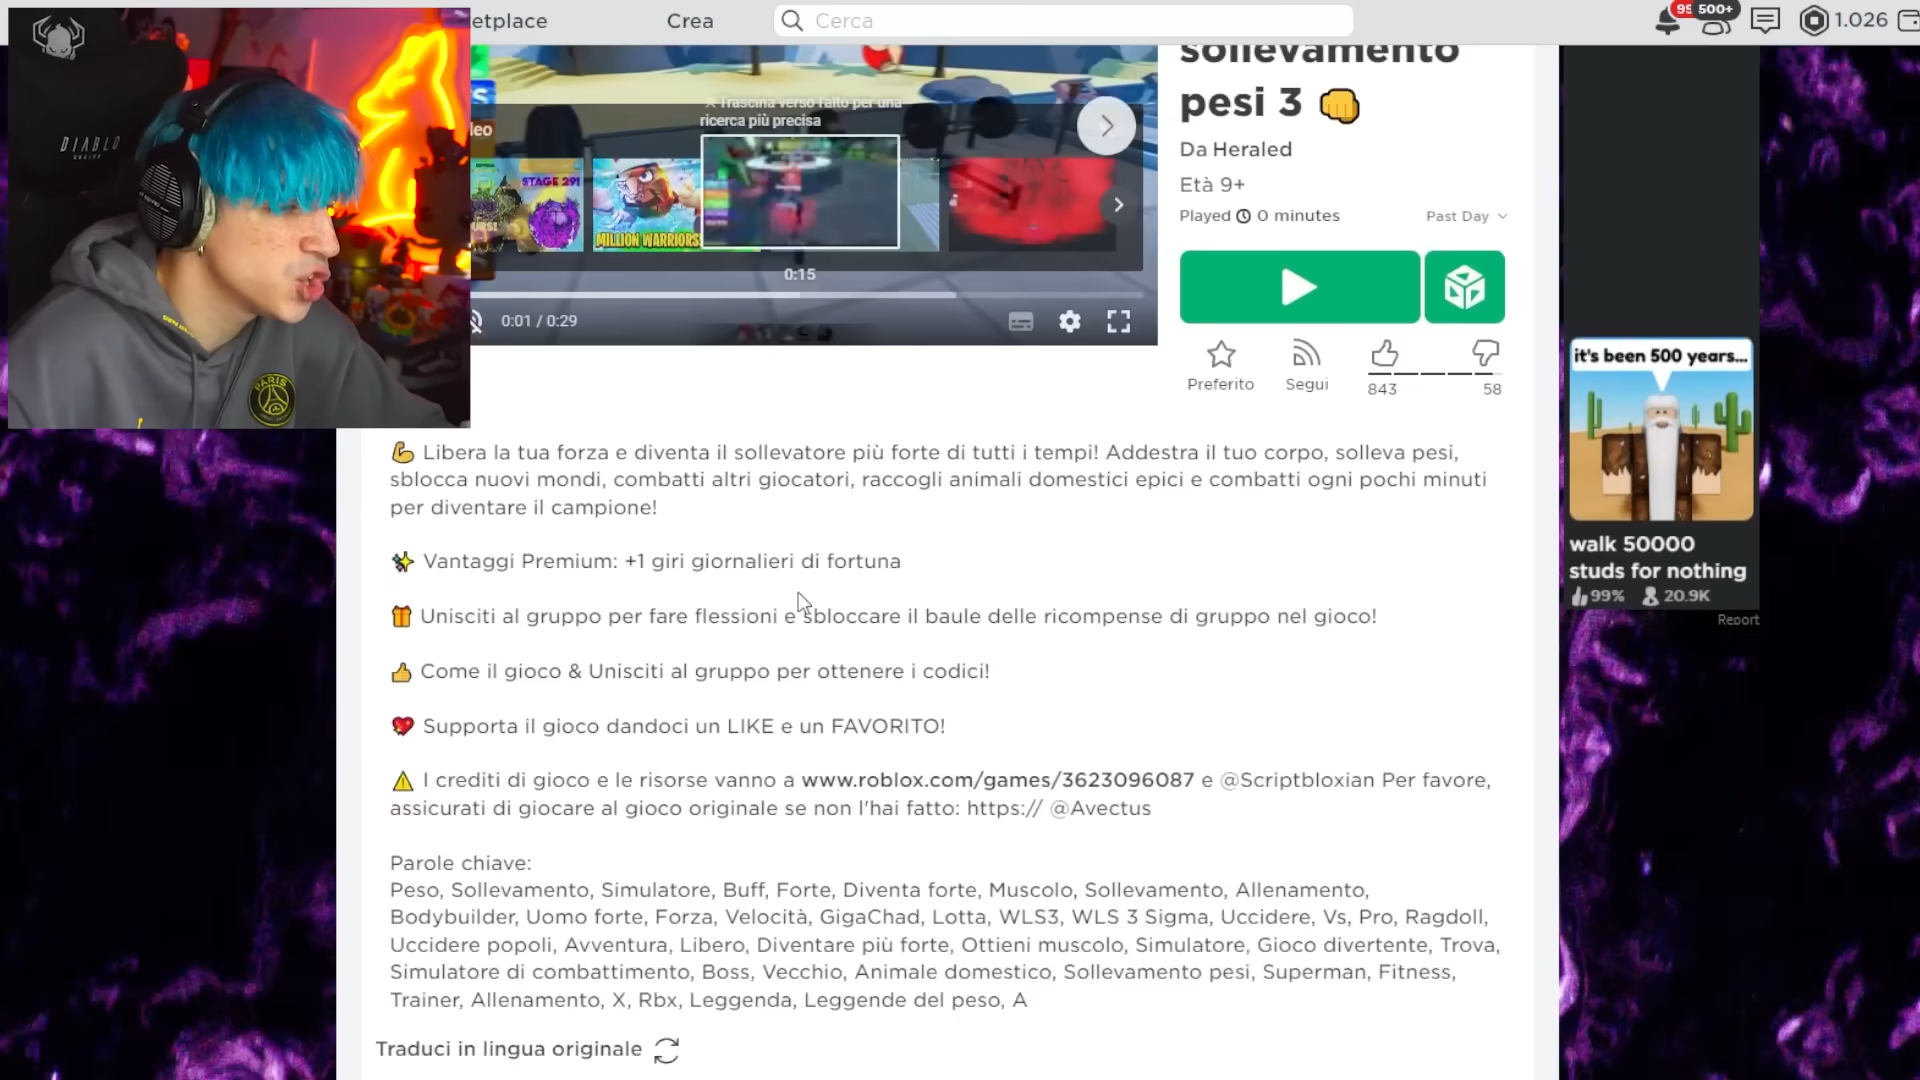 etplace
Crea
Cerca
99
500+
1.026
DIABLO
PARIS
Trascina verso l'alto per una
ricerca più precisa
STAGE 29!
MILLION WARRIORS
0:15
0:01 / 0:29
sollevamento
pesi 3
Da Heraled
Età 9+
Played 0 minutes
Past Day
Preferito
Segui
843
58
Libera la tua forza e diventa il sollevatore più forte di tutti i tempi! Addestra il tuo corpo, solleva pesi,
sblocca nuovi mondi, combatti altri giocatori, raccogli animali domestici epici e combatti ogni pochi minuti
per diventare il campione!
Vantaggi Premium: +1 giri giornalieri di fortuna
Unisciti al gruppo per fare flessioni e sbloccare il baule delle ricompense di gruppo nel gioco!
Come il gioco & Unisciti al gruppo per ottenere i codici!
Supporta il gioco dandoci un LIKE e un FAVORITO!
I crediti di gioco e le risorse vanno a www.roblox.com/games/3623096087 e @Scriptbloxian Per favore,
assicurati di giocare al gioco originale se non l'hai fatto: https:// @Avectus
Parole chiave:
Peso, Sollevamento, Simulatore, Buff, Forte, Diventa forte, Muscolo, Sollevamento, Allenamento,
Bodybuilder, Uomo forte, Forza, Velocità, GigaChad, Lotta, WLS3, WLS 3 Sigma, Uccidere, Vs, Pro, Ragdoll,
Uccidere popoli, Avventura, Libero, Diventare più forte, Ottieni muscolo, Simulatore, Gioco divertente, Trova,
Simulatore di combattimento, Boss, Vecchio, Animale domestico, Sollevamento pesi, Superman, Fitness,
Trainer, Allenamento, X, Rbx, Leggenda, Leggende del peso, A
Traduci in lingua originale
it's been 500 years...
walk 50000
studs for nothing
99% 20.9K
Report